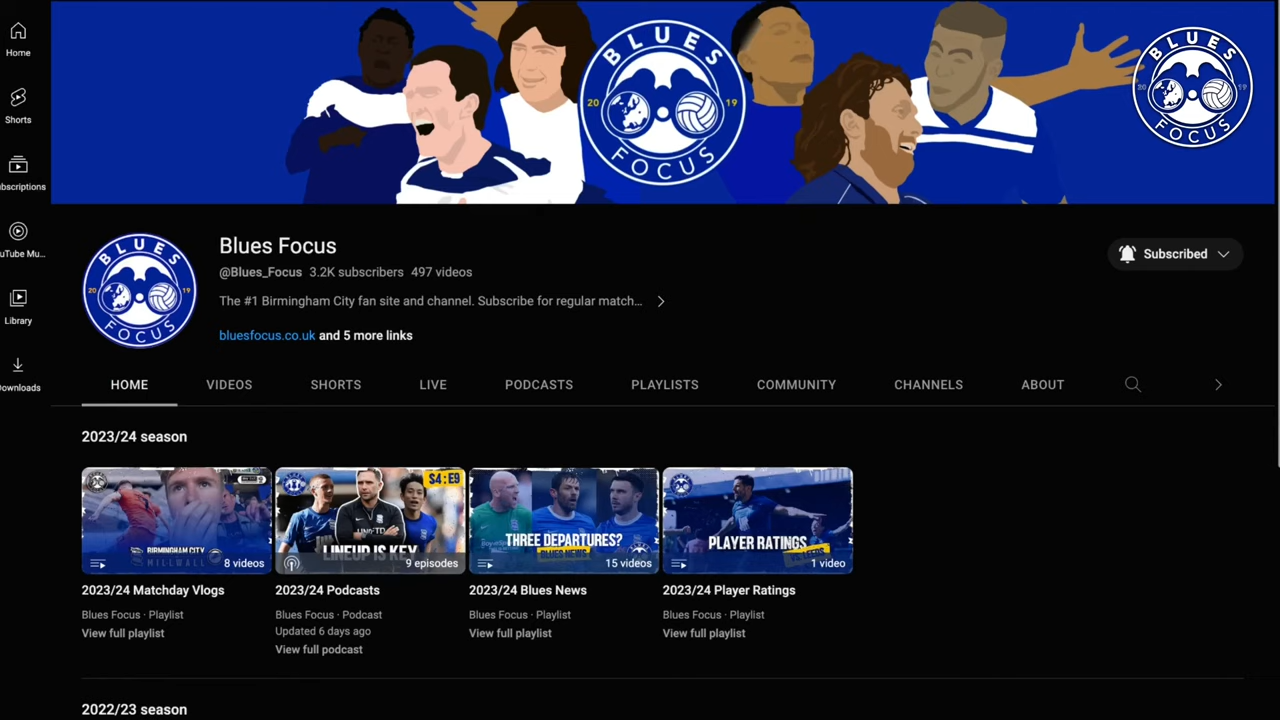 BLUES
20 19
FOCUS
BLUES
20 19
FOCUS
Home
Shorts
bscriptions
uTube Mu...
Library
ownloads
BLUES
20 19
FOCUS
Blues Focus
@Blues_Focus 3.2K subscribers 497 videos
The #1 Birmingham City fan site and channel. Subscribe for regular match...
bluesfocus.co.uk and 5 more links
Subscribed
HOME VIDEOS SHORTS LIVE PODCASTS PLAYLISTS COMMUNITY CHANNELS ABOUT
2023/24 season
BIRMINGHAM CITY
MILLWALL
8 videos
S4:E9
LINEUP IS KEY
9 episodes
THREE DEPARTURES?
BLUES NEWS
15 videos
PLAYER RATINGS
1 video
2023/24 Matchday Vlogs
Blues Focus · Playlist
View full playlist
2023/24 Podcasts
Blues Focus · Podcast
Updated 6 days ago
View full podcast
2023/24 Blues News
Blues Focus · Playlist
View full playlist
2023/24 Player Ratings
Blues Focus · Playlist
View full playlist
2022/23 season